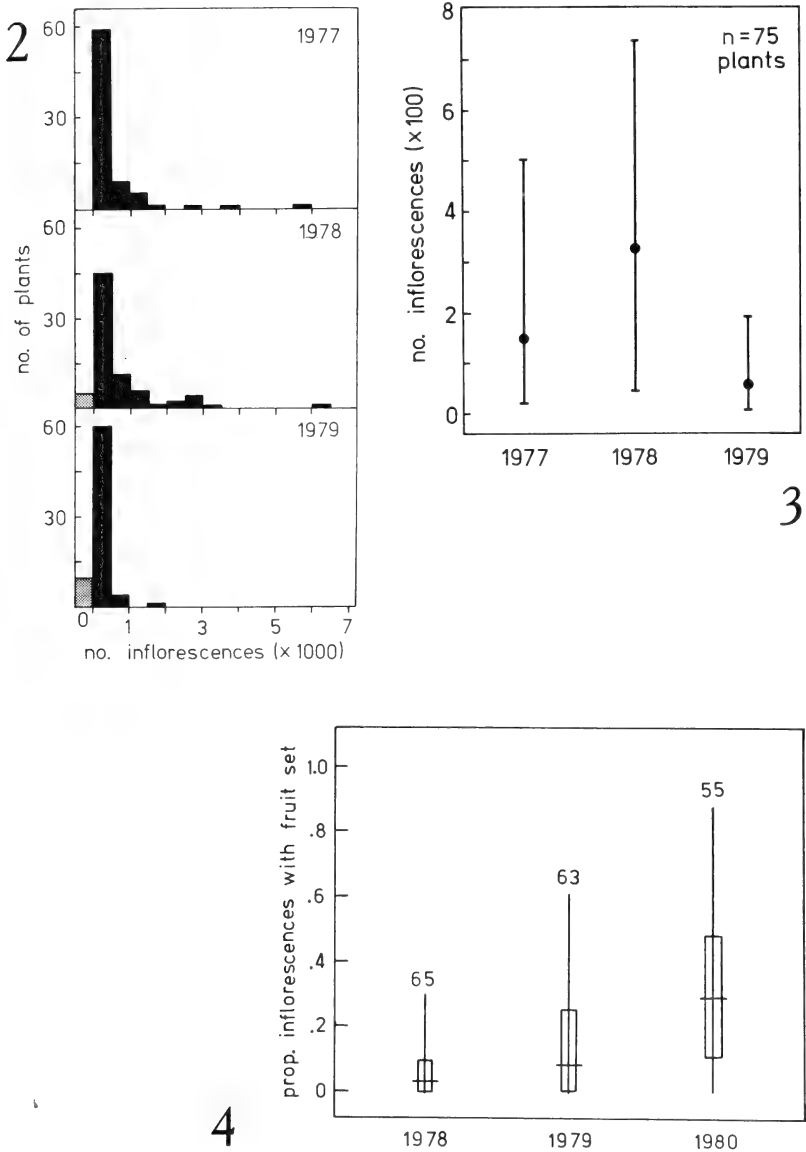 2
60
30
1977
60
30
1978
60
30
1979
no. of plants
0 1 3 5 7
no. inflorescences (× 1000)
8
6
4
2
0
no. inflorescences (×100)
n=75
plants
1977 1978 1979
3
1.0
.8
.6
.4
.2
0
prop. inflorescences with fruit set
65
63
55
1978 1979 1980
4